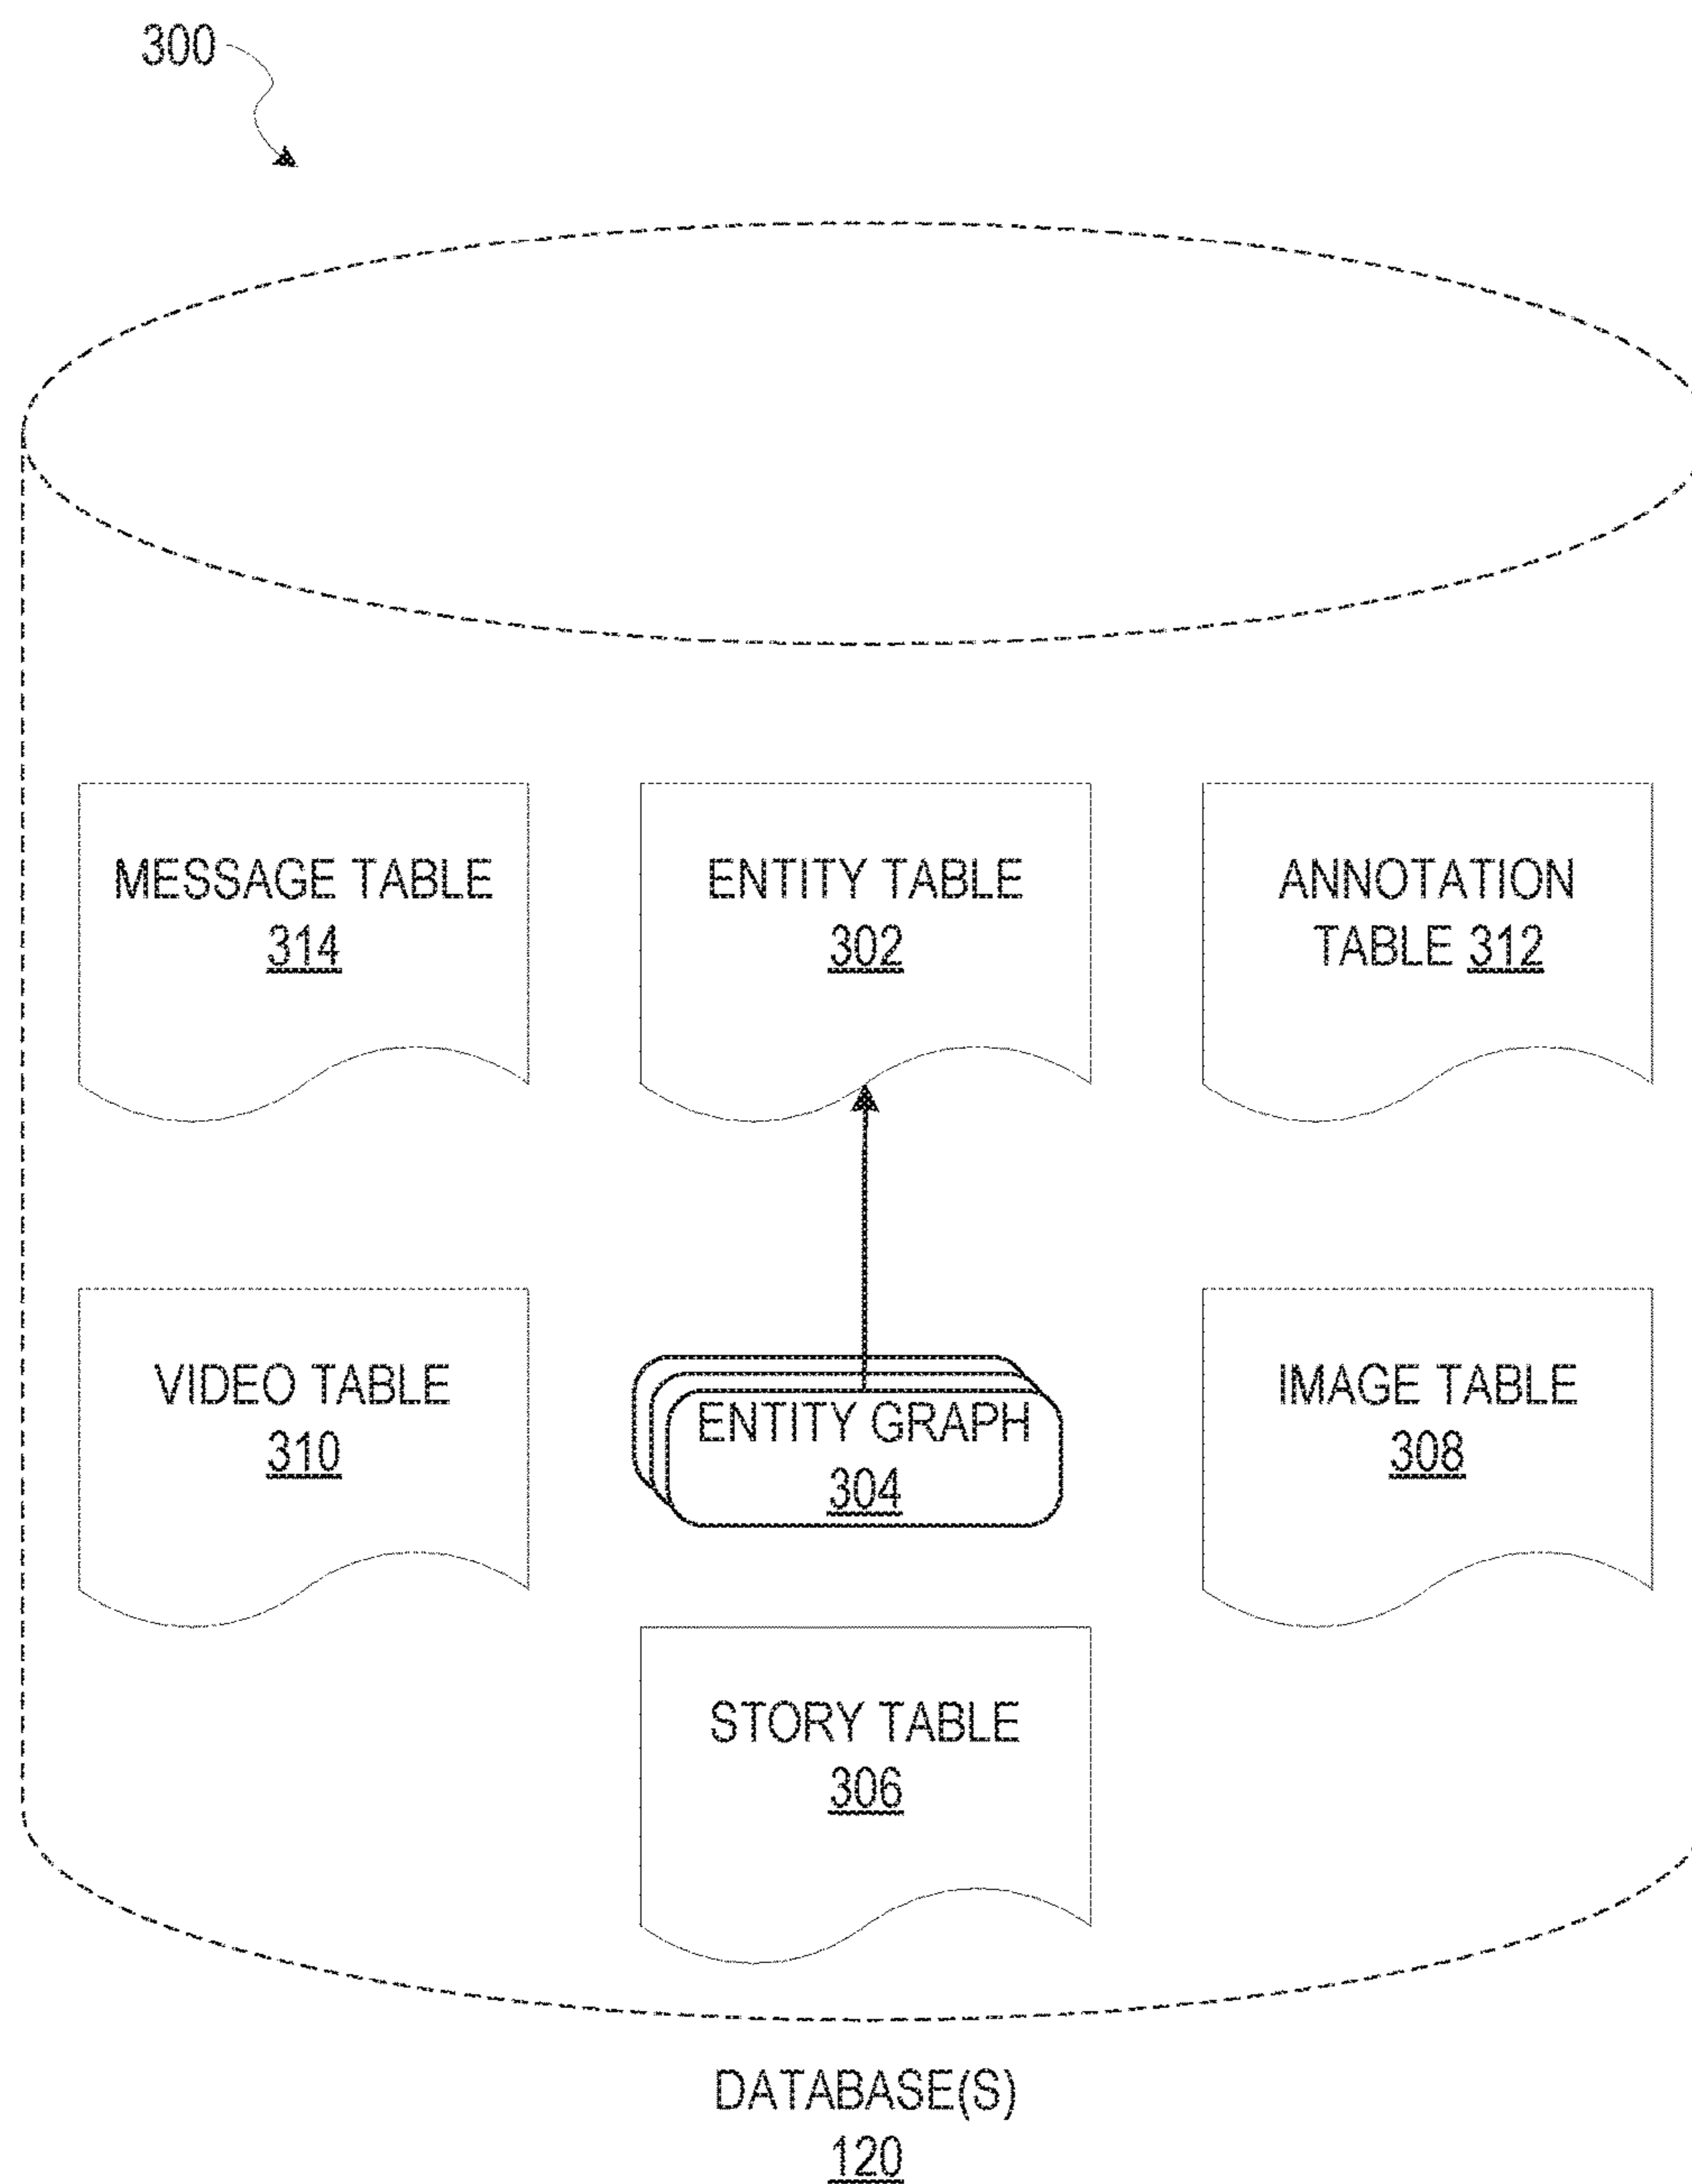 300
MESSAGE TABLE
314
ENTITY TABLE
302
ANNOTATION
TABLE 312
VIDEO TABLE
310
ENTITY GRAPH
304
IMAGE TABLE
308
STORY TABLE
306
DATABASE(S)
120